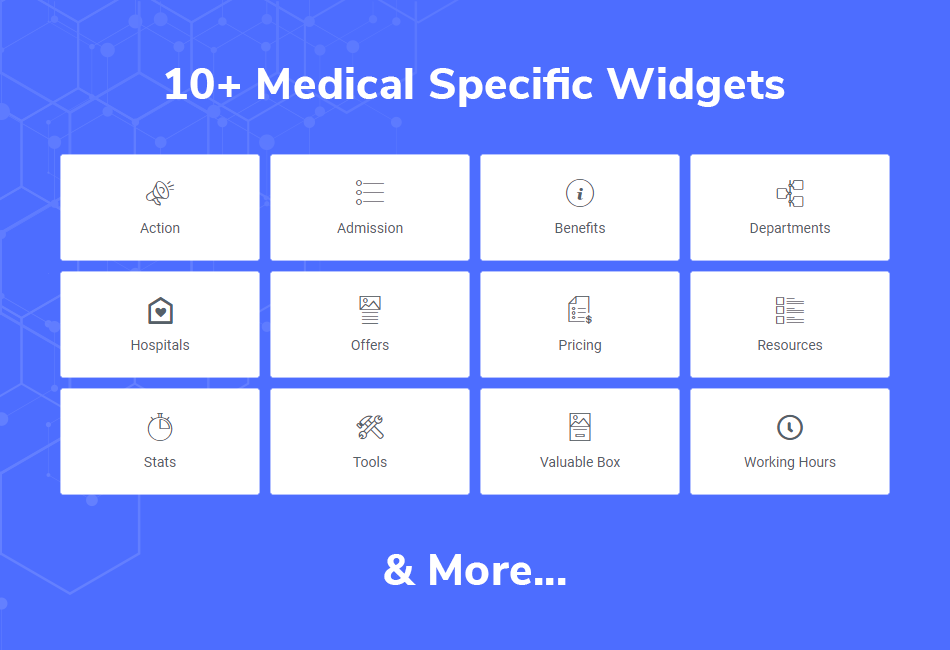 10+ Medical Specific Widgets
Action
Admission
Benefits
Departments
Hospitals
Offers
Pricing
Resources
Stats
Tools
Valuable Box
Working Hours
& More...